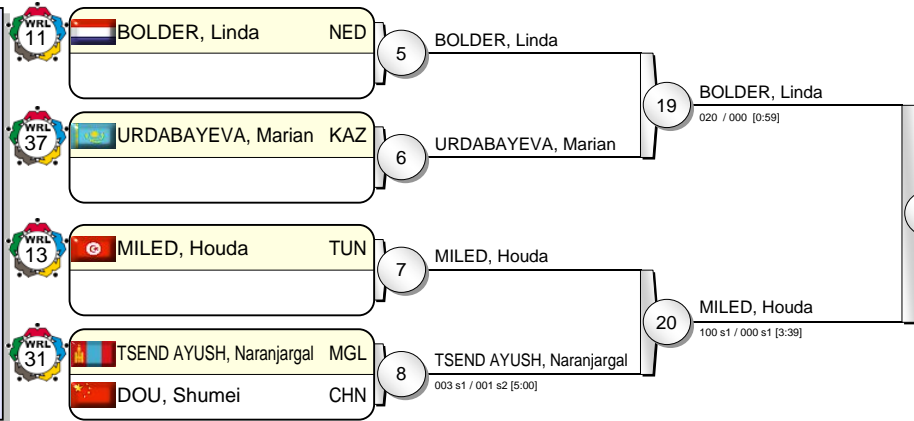 WRL
11
BOLDER, Linda NED
5
BOLDER, Linda
WRL
37
URDABAYEVA, Marian KAZ
6
URDABAYEVA, Marian
19
BOLDER, Linda
020 / 000 [0:59]
WRL
13
MILED, Houda TUN
7
MILED, Houda
WRL
31
TSEND AYUSH, Naranjargal MGL
DOU, Shumei CHN
8
TSEND AYUSH, Naranjargal
003 s1 / 001 s2 [5:00]
20
MILED, Houda
100 s1 / 000 s1 [3:39]